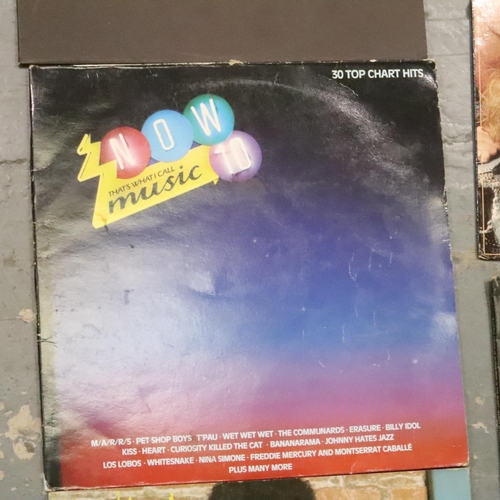 30 TOP CHART HITS
NOW
THAT'S WHAT I CALL
music 10
M/A/R/R/S · PET SHOP BOYS · T'PAU · WET WET WET · THE COMMUNARDS · ERASURE · BILLY IDOL
KISS · HEART · CURIOSITY KILLED THE CAT · BANANARAMA · JOHNNY HATES JAZZ
LOS LOBOS · WHITESNAKE · NINA SIMONE · FREDDIE MERCURY AND MONTSERRAT CABALLÉ
PLUS MANY MORE